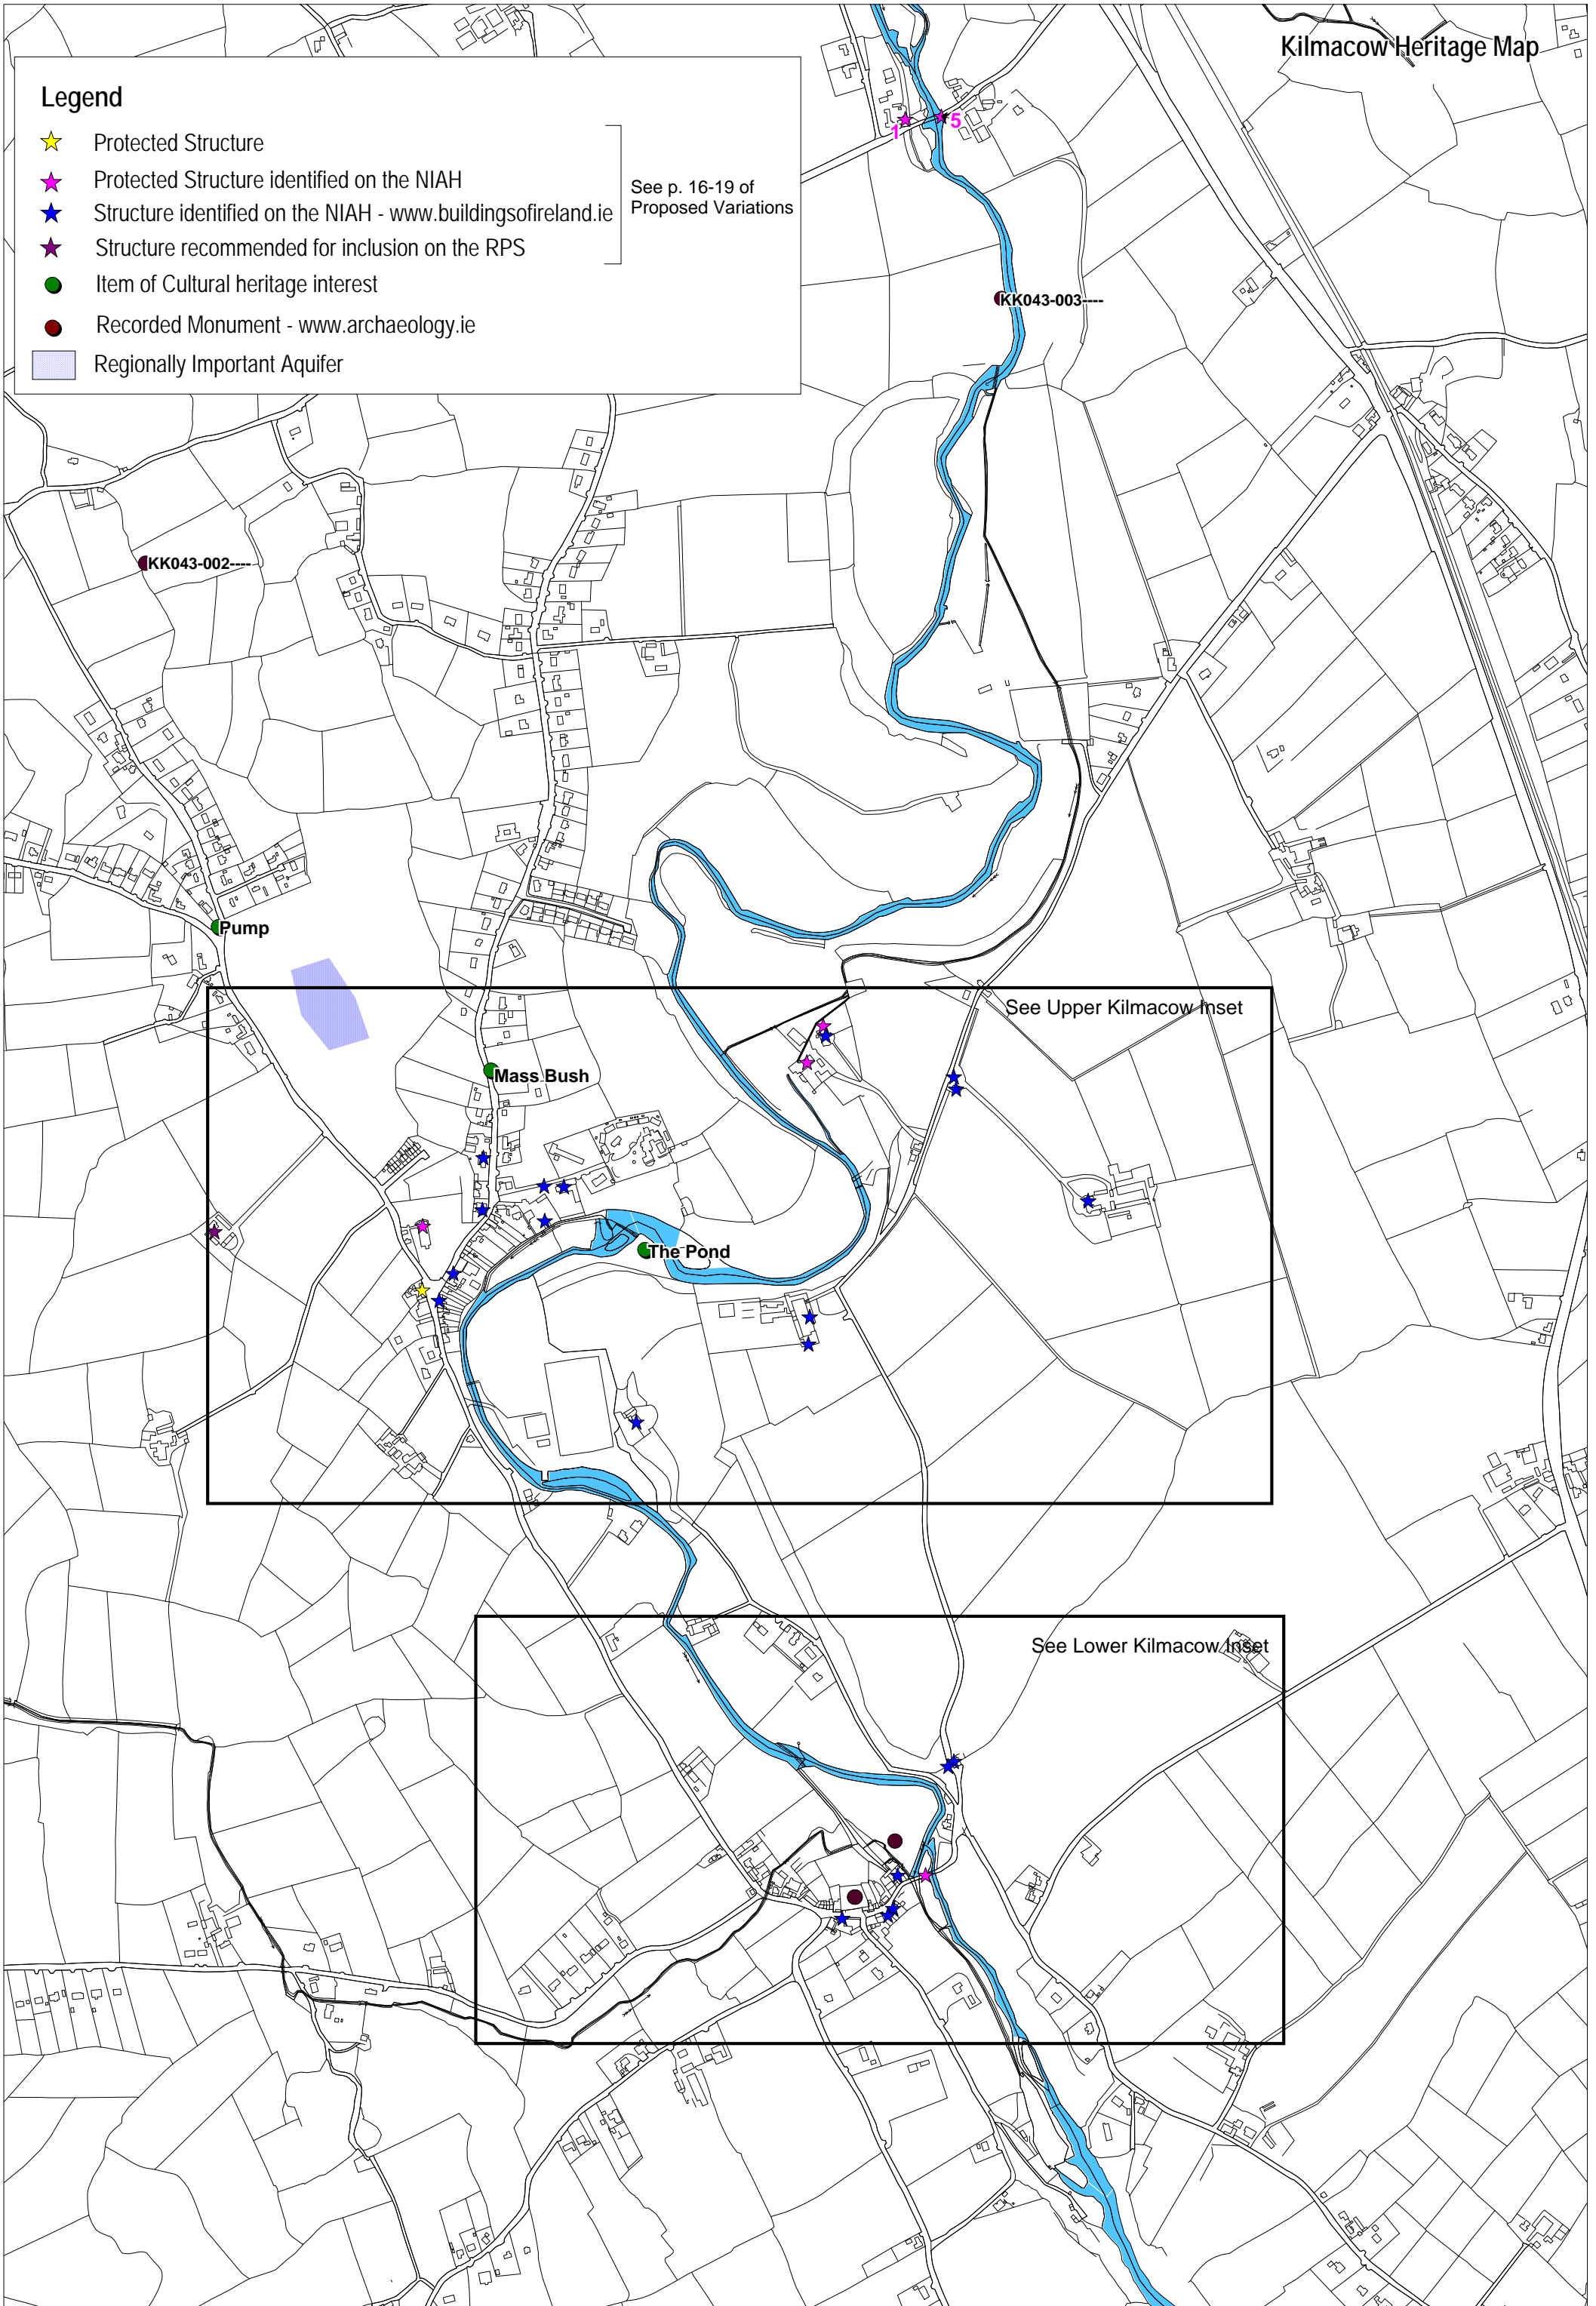 Kilmacow Heritage Map
Legend
Protected Structure
Protected Structure identified on the NIAH
Structure identified on the NIAH - www.buildingsofireland.ie
Structure recommended for inclusion on the RPS
See p. 16-19 of
Proposed Variations
Item of Cultural heritage interest
Recorded Monument - www.archaeology.ie
Regionally Important Aquifer
1
5
KK043-003----
KK043-002----
Pump
See Upper Kilmacow Inset
Mass Bush
The Pond
See Lower Kilmacow Inset